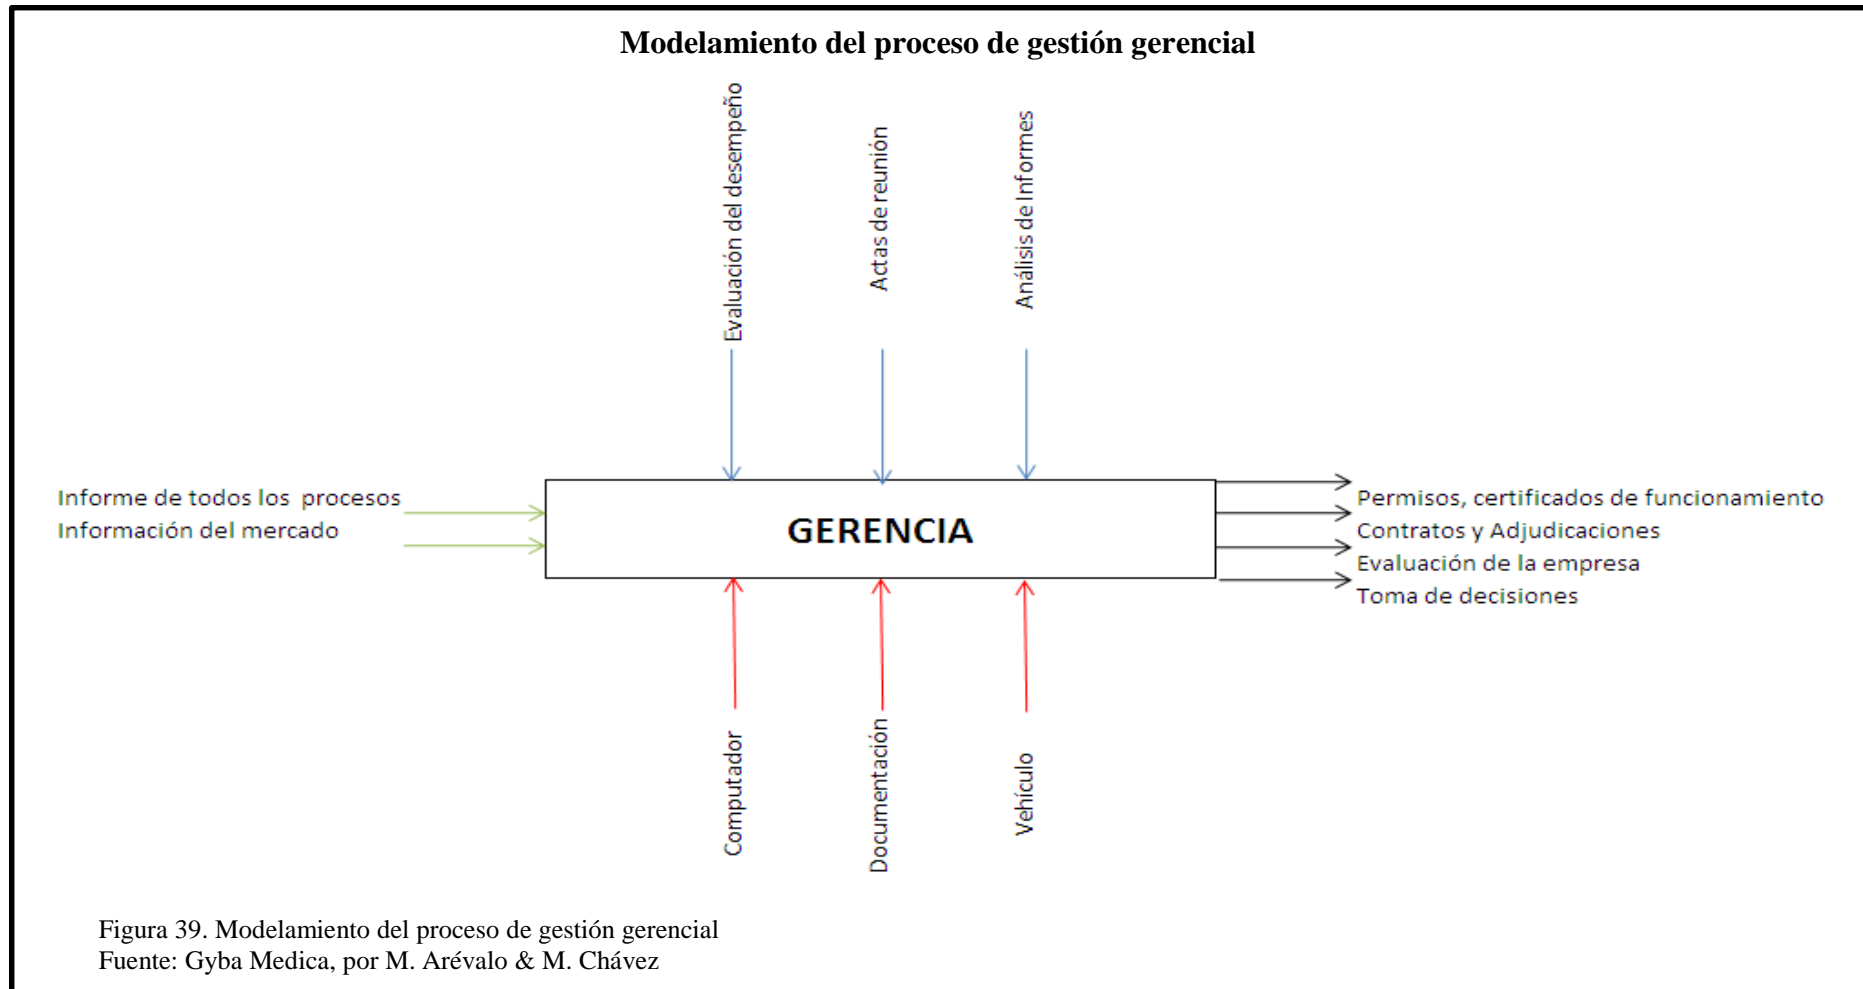 Modelamiento del proceso de gestión gerencial
Evaluación del desempeño
Actas de reunión
Análisis de Informes
Informe de todos los procesos
Información del mercado
GERENCIA
Permisos, certificados de funcionamiento
Contratos y Adjudicaciones
Evaluación de la empresa
Toma de decisiones
Computador
Documentación
Vehículo
Figura 39. Modelamiento del proceso de gestión gerencial
Fuente: Gyba Medica, por M. Arévalo & M. Chávez